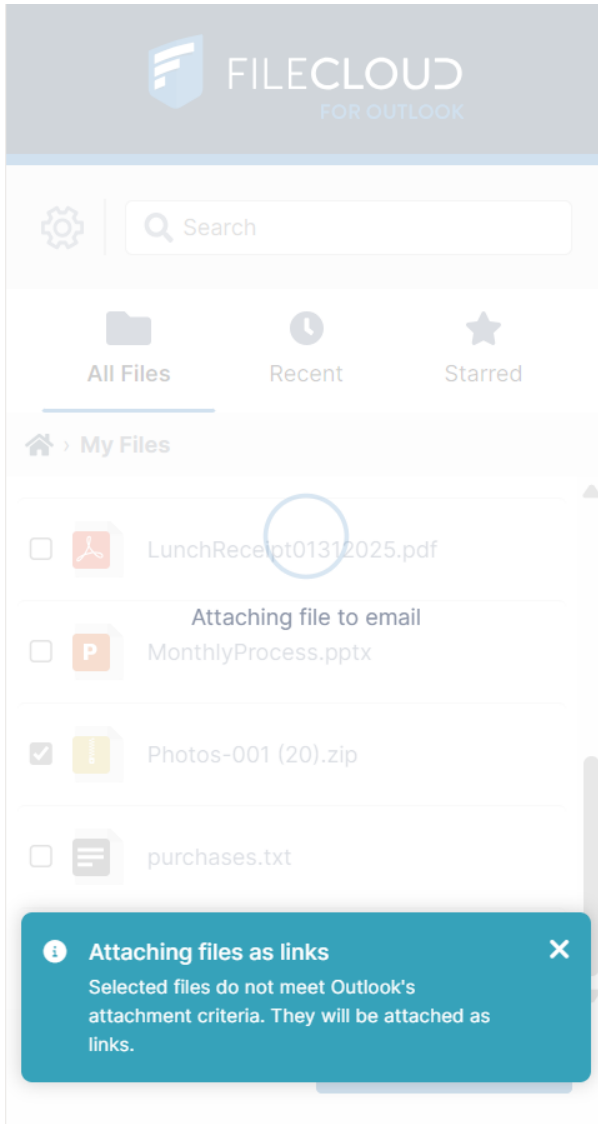 FILECLOUD
FOR OUTLOOK
Search
All Files
Recent
Starred
› My Files
LunchReceipt01312025.pdf
Attaching file to email
P
MonthlyProcess.pptx
Photos-001 (20).zip
purchases.txt
Attaching files as links
Selected files do not meet Outlook's
attachment criteria. They will be attached as
links.